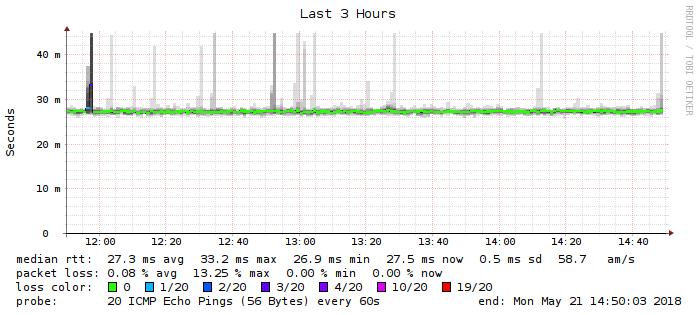 Last 3 Hours
RRDTOOL / TOBI OETIKER
Seconds
40 m
30 m
20 m
10 m
0
12:00 12:20 12:40 13:00 13:20 13:40 14:00 14:20 14:40
median rtt: 27.3 ms avg 33.2 ms max 26.9 ms min 27.5 ms now 0.5 ms sd 58.7 am/s
packet loss: 0.08 % avg 13.25 % max 0.00 % min 0.00 % now
loss color: 0 1/20 2/20 3/20 4/20 10/20 19/20
probe: 20 ICMP Echo Pings (56 Bytes) every 60s end: Mon May 21 14:50:03 2018